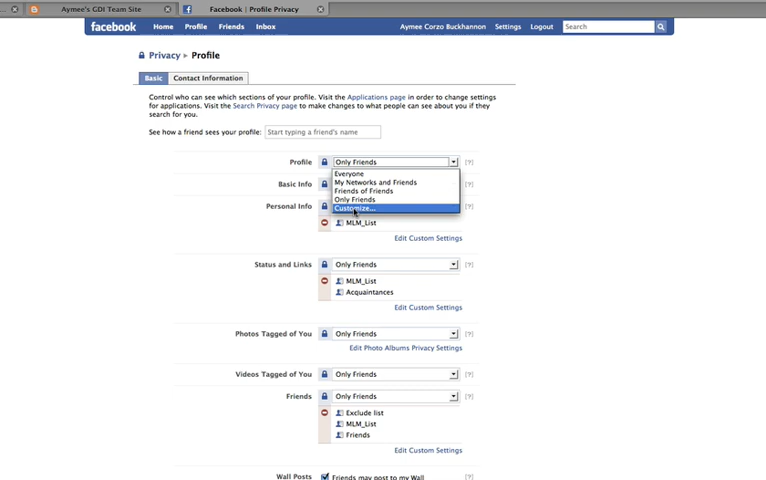 ... Aymee's GDI Team Site Facebook | Profile Privacy
facebook Home Profile Friends Inbox Aymee Corzo Buckhannon Settings Logout Search
Privacy ▸ Profile
Basic Contact Information
Control who can see which sections of your profile. Visit the Applications page in order to change settings
for applications. Visit the Search Privacy page to make changes to what people can see about you if they
search for you.
See how a friend sees your profile: Start typing a friend's name
Profile Only Friends [?]
Everyone
My Networks and Friends
Basic Info [?]
Friends of Friends
Only Friends
Personal Info Customize... [?]
MLM_List
Edit Custom Settings
Status and Links Only Friends [?]
MLM_List
Acquaintances
Edit Custom Settings
Photos Tagged of You Only Friends [?]
Edit Photo Albums Privacy Settings
Videos Tagged of You Only Friends [?]
Friends Only Friends [?]
Exclude list
MLM_List
Friends
Edit Custom Settings
Wall Posts Friends may post to my Wall